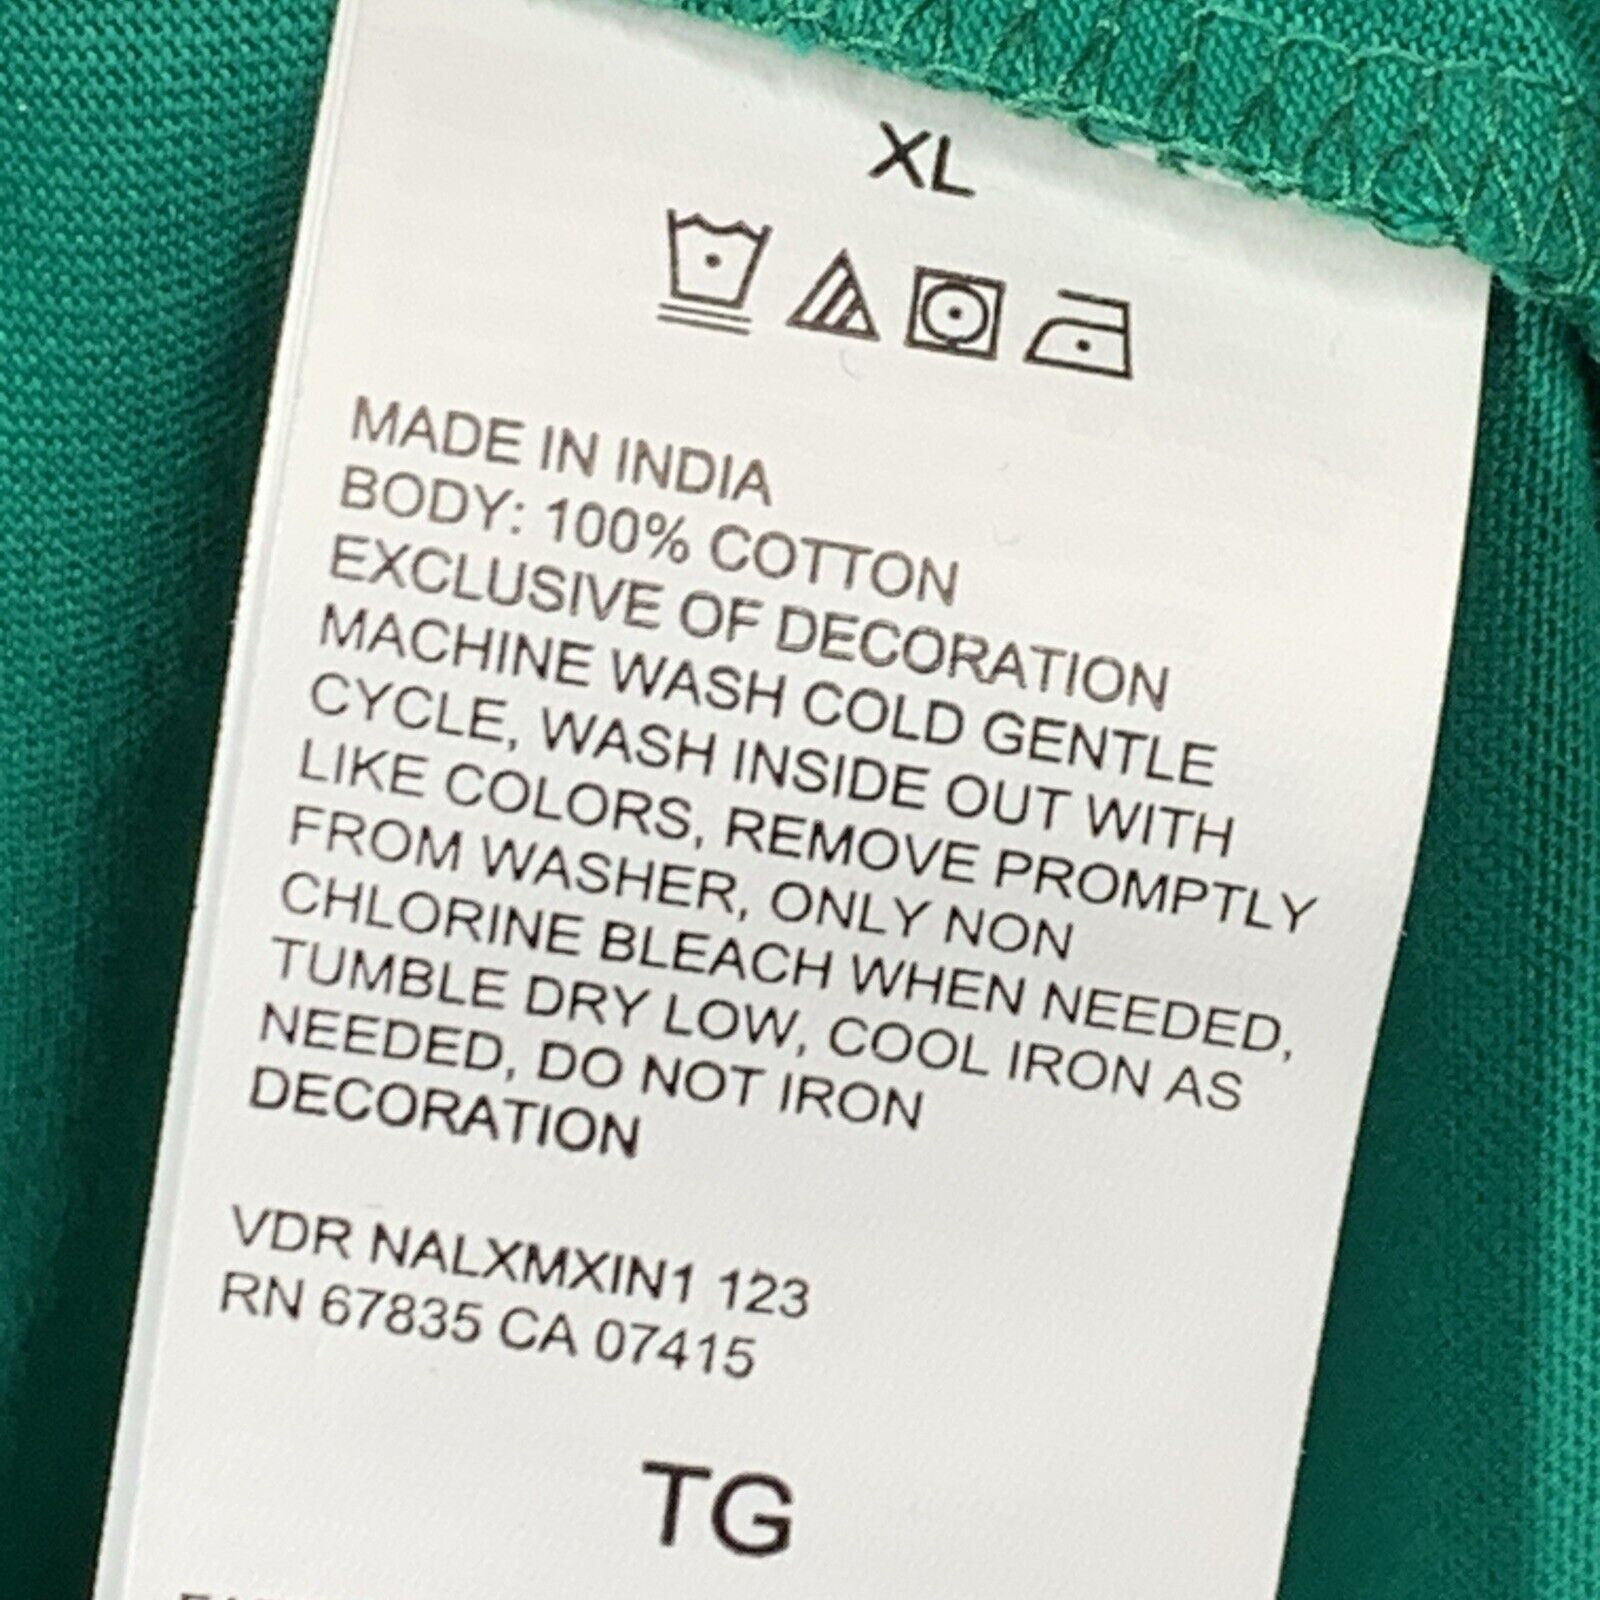 XL
MADE IN INDIA
BODY: 100% COTTON
EXCLUSIVE OF DECORATION
MACHINE WASH COLD GENTLE
CYCLE, WASH INSIDE OUT WITH
LIKE COLORS, REMOVE PROMPTLY
FROM WASHER, ONLY NON
CHLORINE BLEACH WHEN NEEDED,
TUMBLE DRY LOW, COOL IRON AS
NEEDED, DO NOT IRON
DECORATION
VDR NALXMXIN1 123
RN 67835 CA 07415
TG